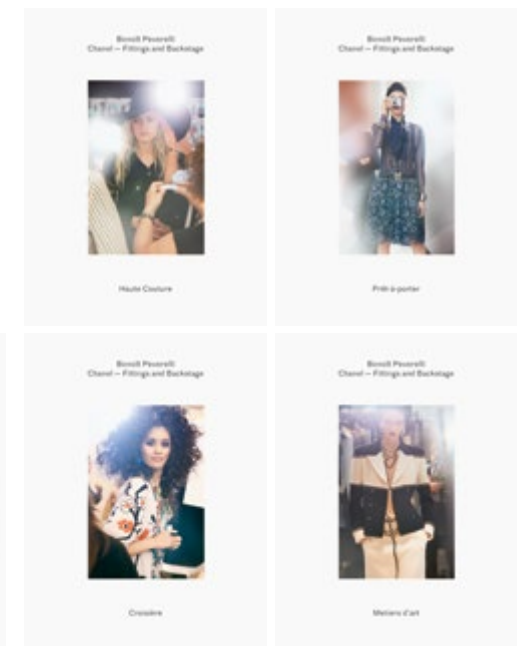 Benoît Peverelli
Chanel — Fittings and Backstage
Haute Couture
Benoît Peverelli
Chanel — Fittings and Backstage
Prêt-à-porter
Benoît Peverelli
Chanel — Fittings and Backstage
Croisière
Benoît Peverelli
Chanel — Fittings and Backstage
Métiers d'art